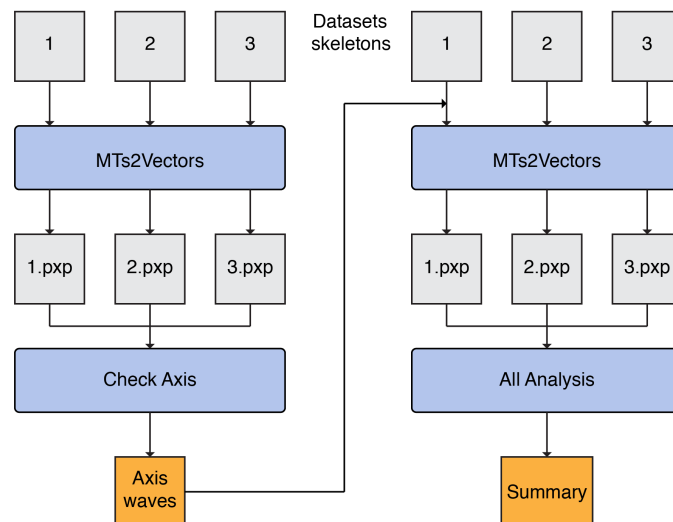 Datasets
skeletons
1 2 3
MTs2Vectors
1.pxp 2.pxp 3.pxp
Check Axis
Axis
waves
1 2 3
MTs2Vectors
1.pxp 2.pxp 3.pxp
All Analysis
Summary